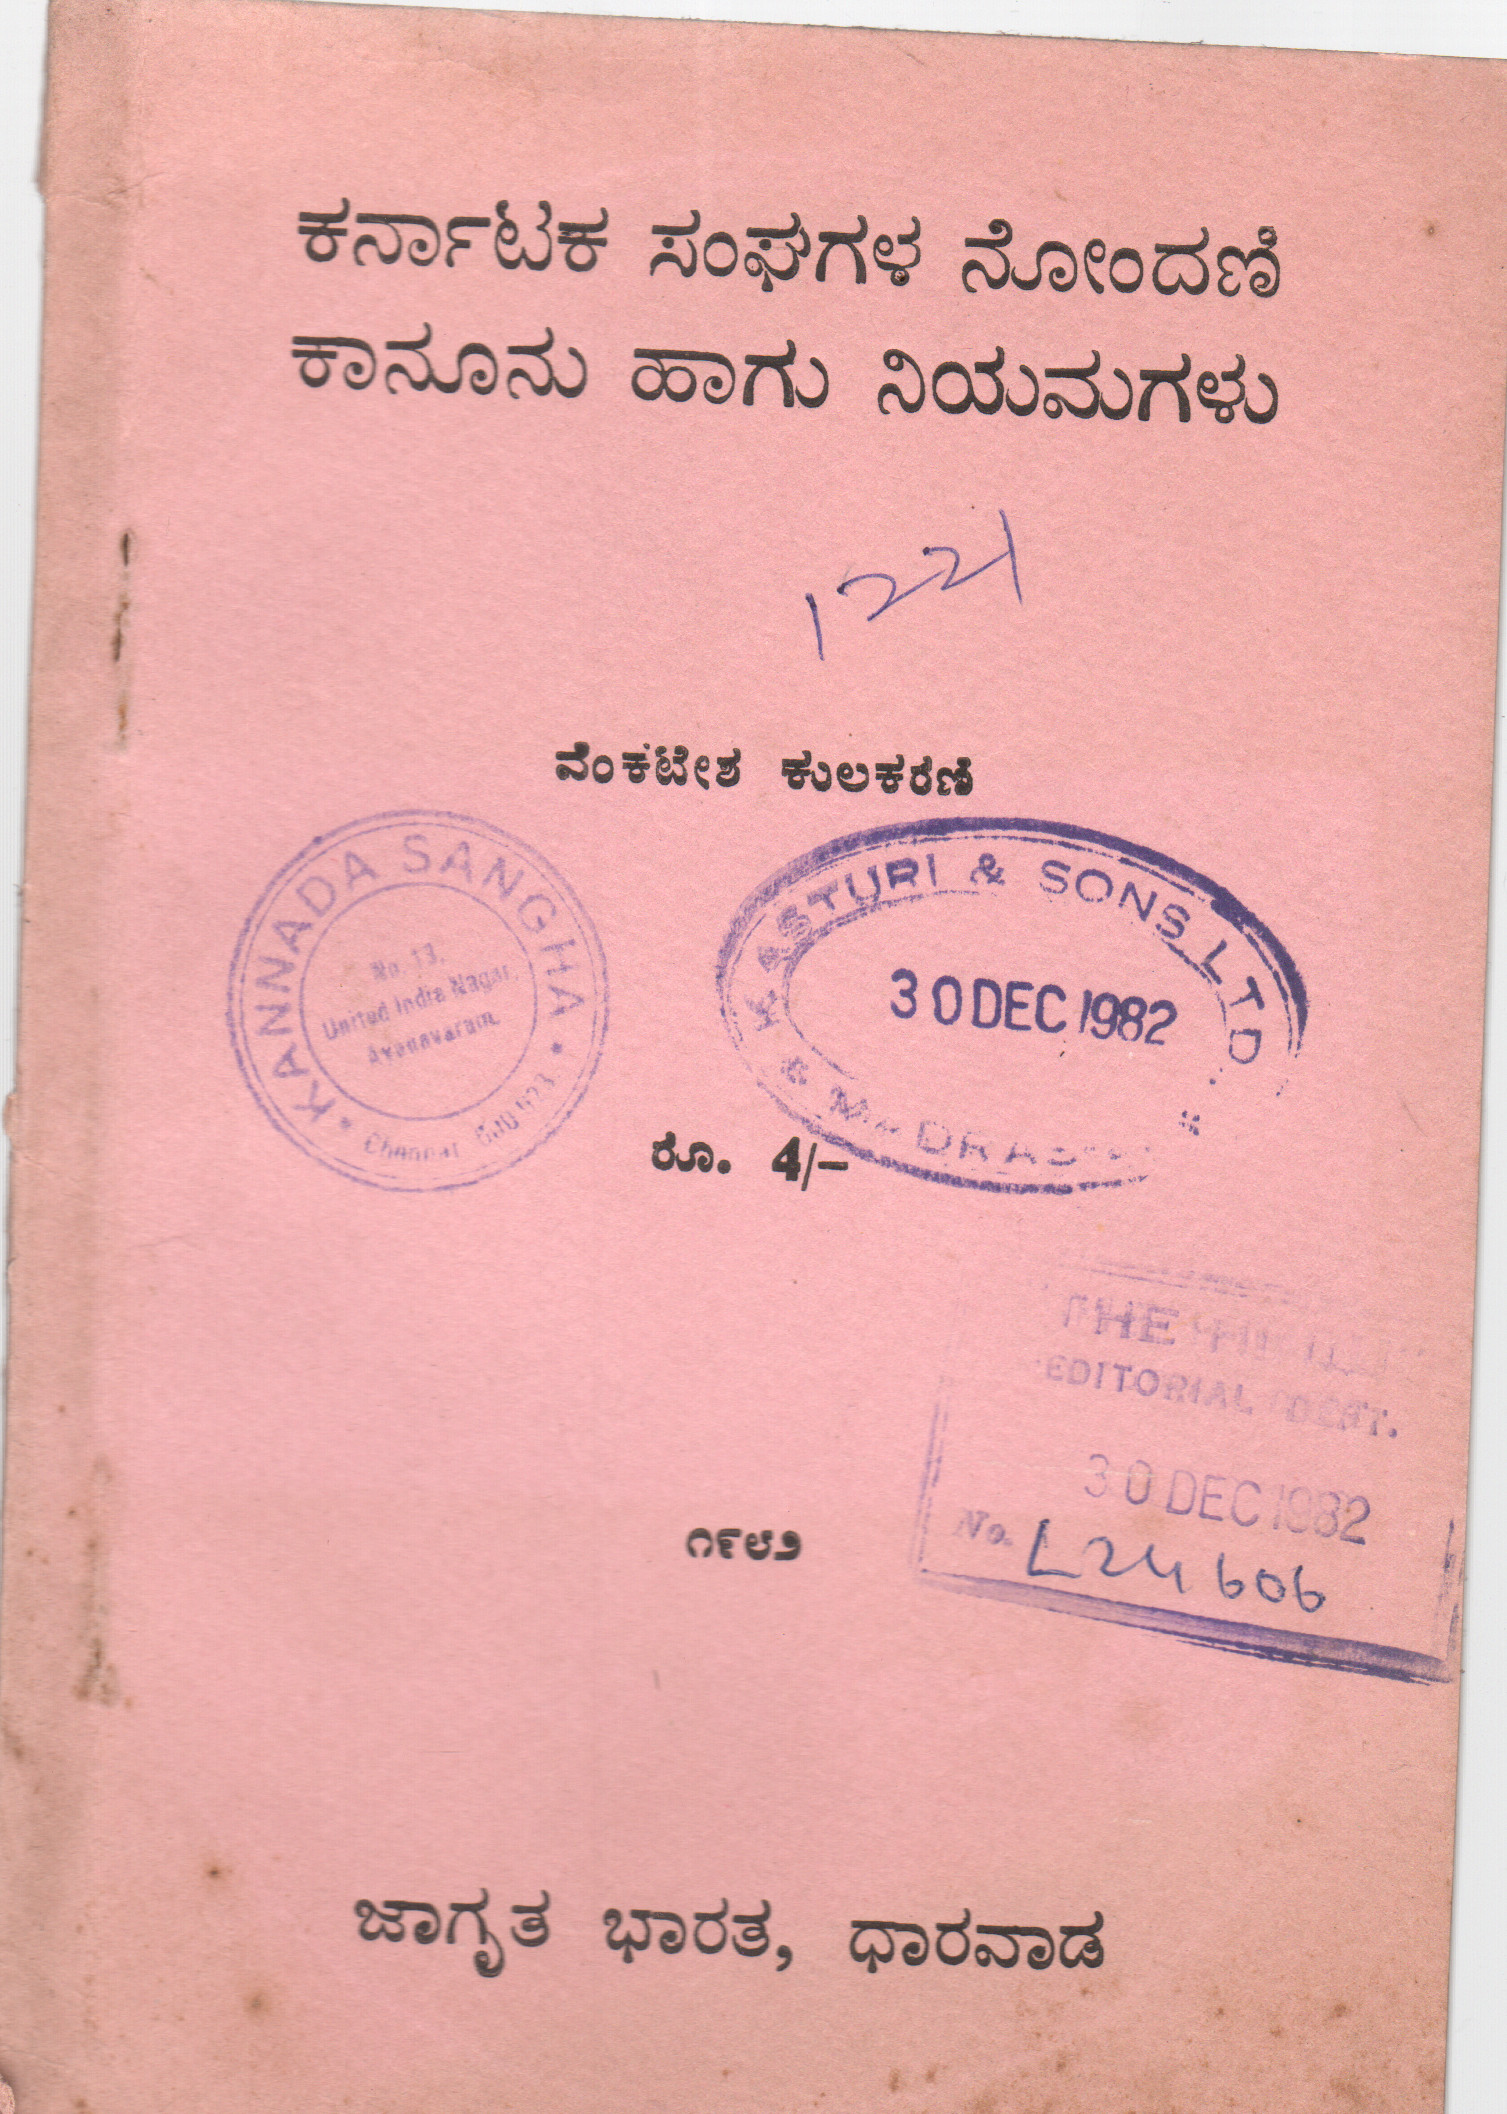 ಕರ್ನಾಟಕ ಸಂಘಗಳ ನೋಂದಣಿ
ಕಾನೂನು ಹಾಗು ನಿಯಮಗಳು
1221
ವೆಂಕಟೇಶ ಕುಲಕರಣಿ
KANNADA SANGHA
No. 13,
United India Nagar,
Ayanavaram,
Chennai
KASTURI & SONS LTD.
30 DEC 1982
MADRAS
ರೂ. 4/–
THE
EDITORIAL DEPT.
30 DEC 1982
No. L24606
೧೯೮೨
ಜಾಗೃತ ಭಾರತ, ಧಾರವಾಡ